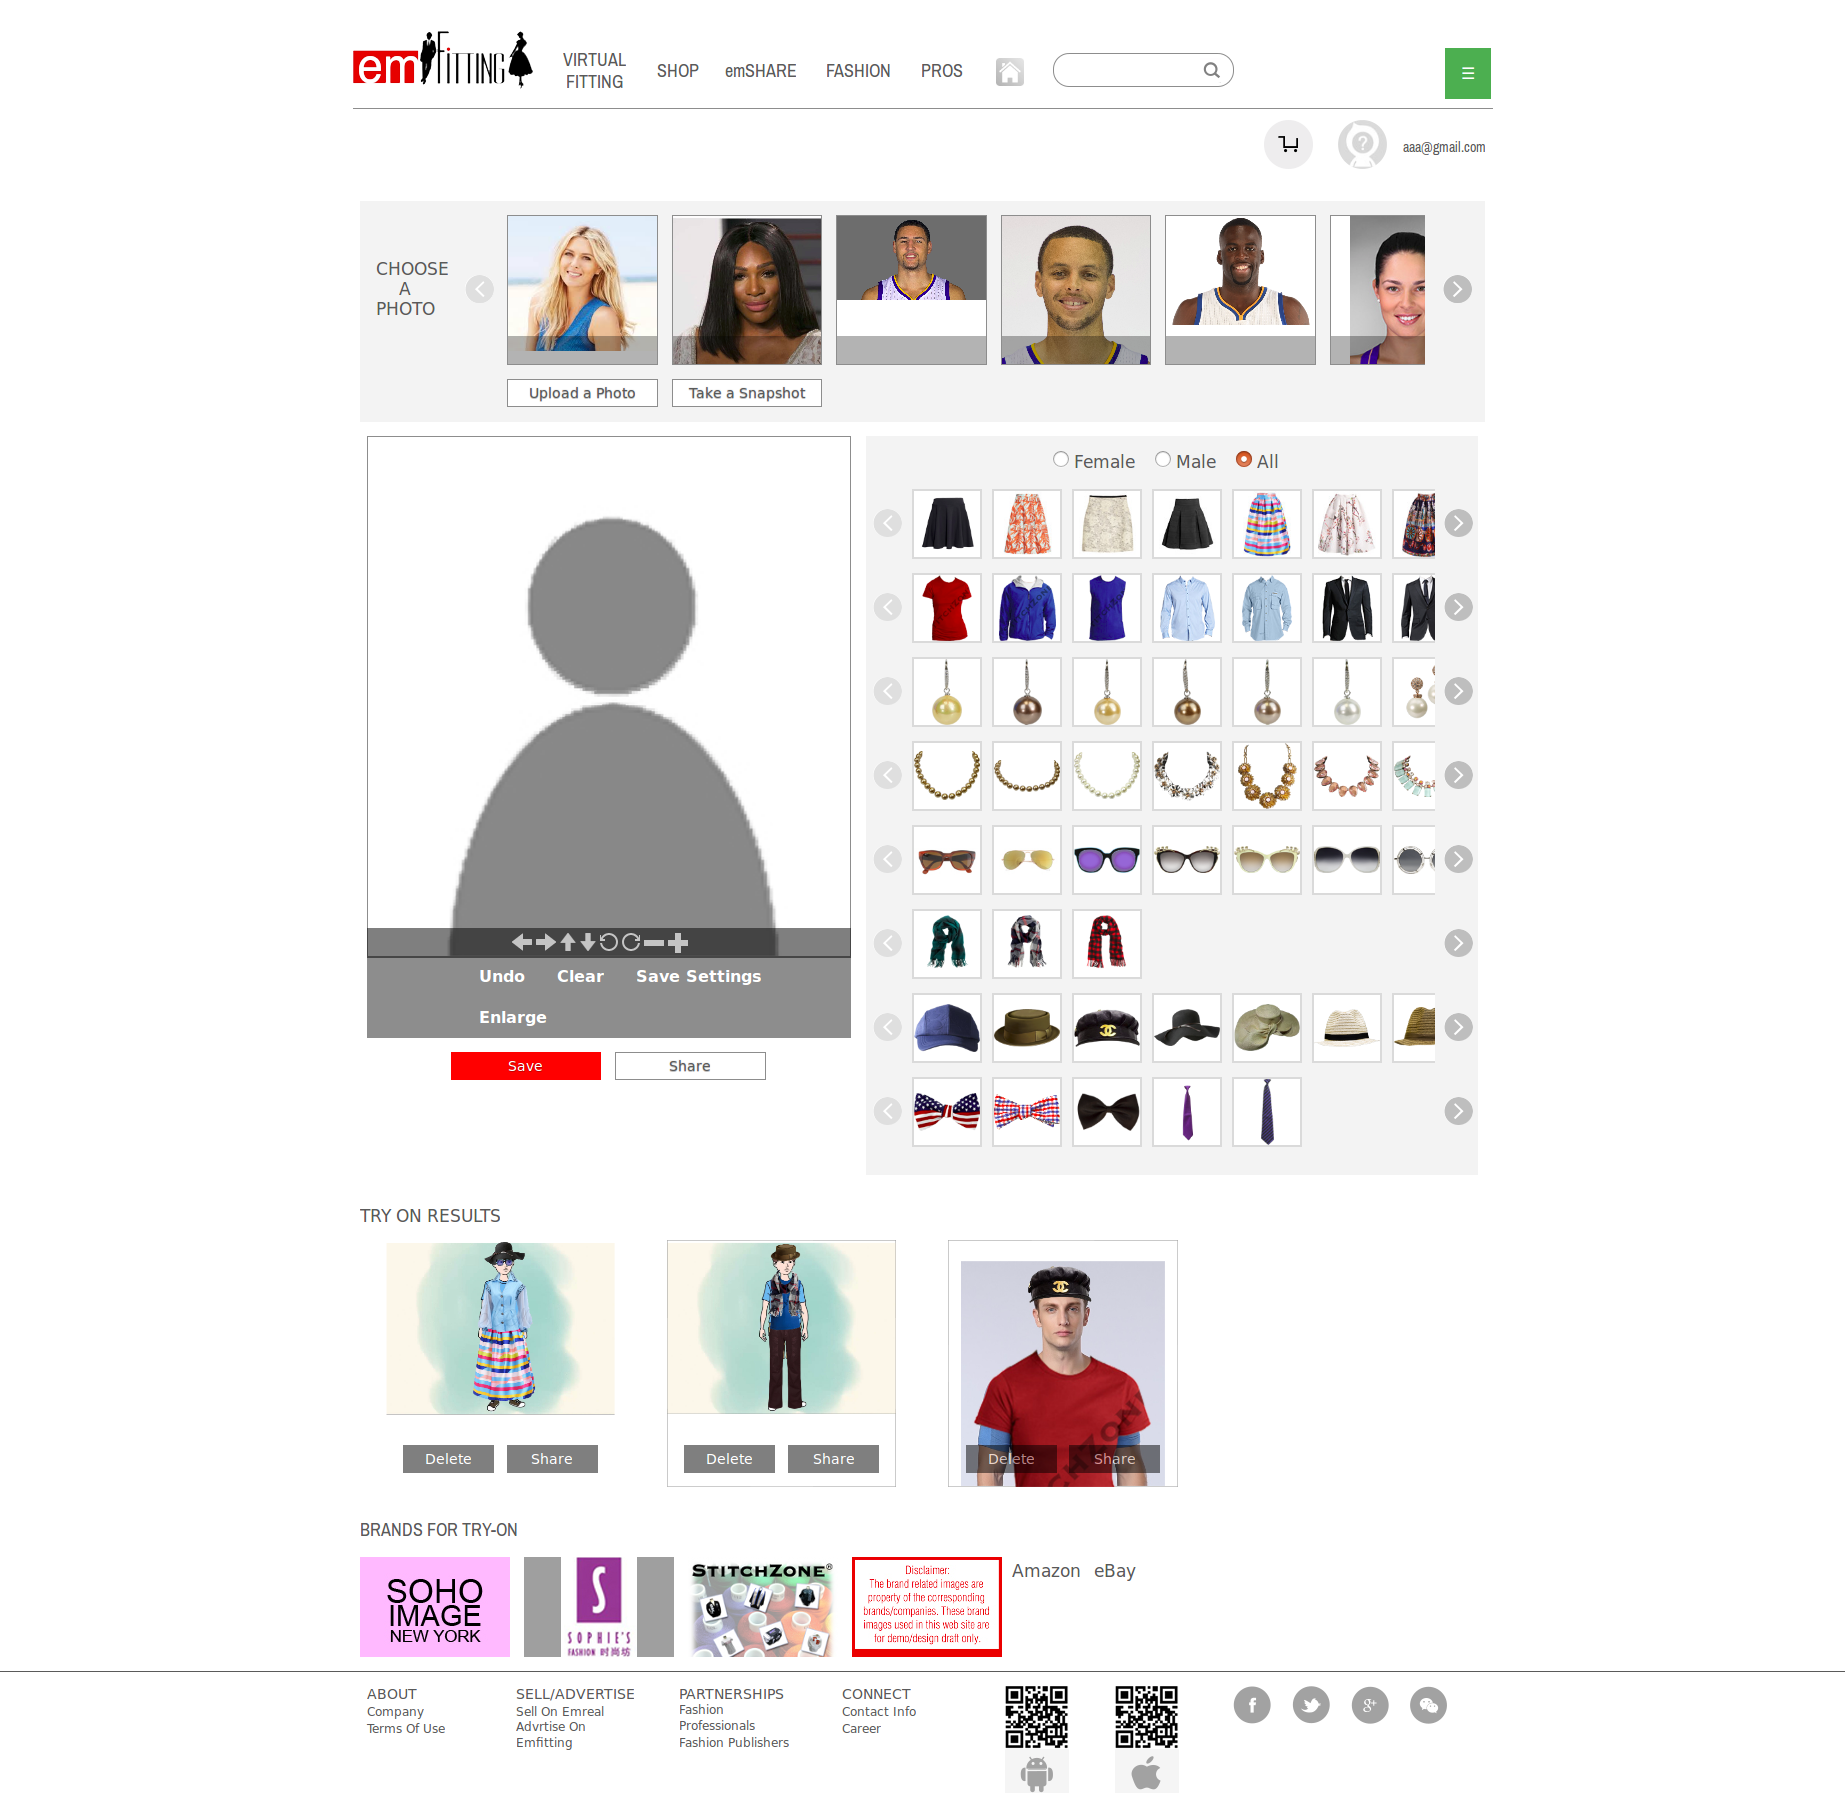 em FITTING
VIRTUAL
FITTING
SHOP
emSHARE
FASHION
PROS
aaa@gmail.com
CHOOSE
A
PHOTO
Upload a Photo
Take a Snapshot
Female
Male
All
Undo
Clear
Save Settings
Enlarge
Save
Share
TRY ON RESULTS
Delete
Share
Delete
Share
Delete
Share
BRANDS FOR TRY-ON
SOHO
IMAGE
NEW YORK
S
SOPHIE'S
FASHION 时尚坊
STITCHZONE®
Disclaimer:
The brand related images are
property of the corresponding
brands/companies. These brand
images used in this web site are
for demo/design draft only.
Amazon
eBay
ABOUT
Company
Terms Of Use
SELL/ADVERTISE
Sell On Emreal
Advrtise On
Emfitting
PARTNERSHIPS
Fashion
Professionals
Fashion Publishers
CONNECT
Contact Info
Career